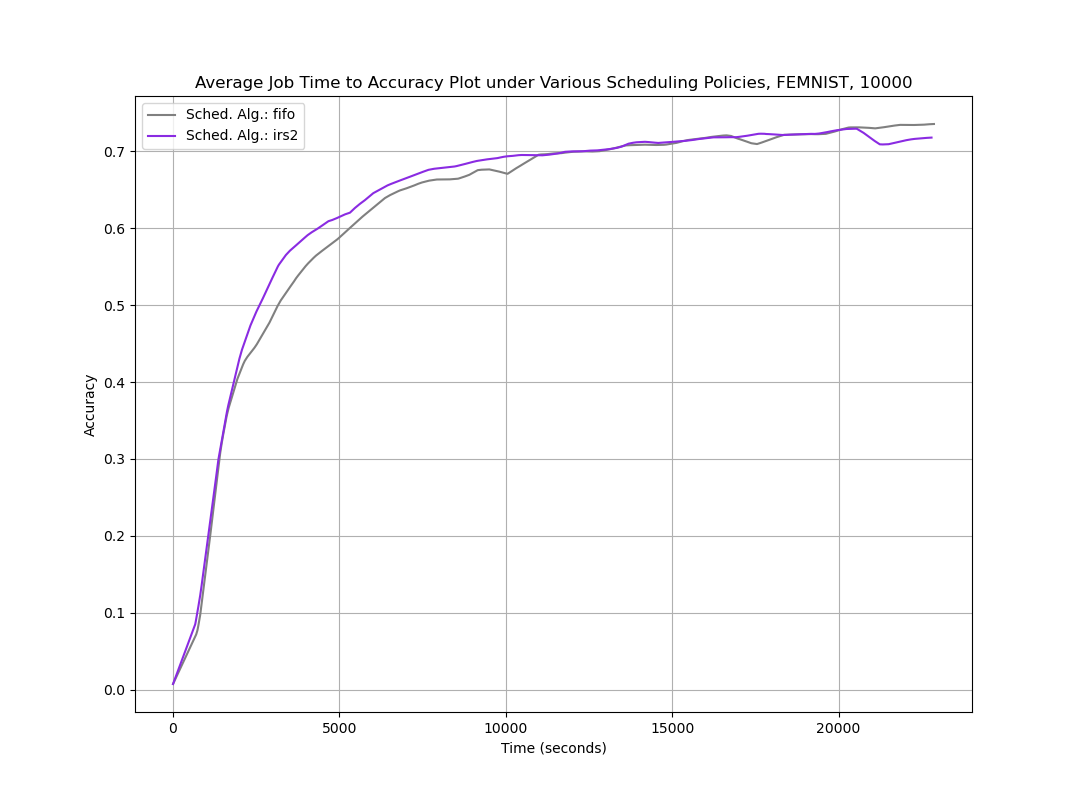 Average Job Time to Accuracy Plot under Various Scheduling Policies, FEMNIST, 10000
Sched. Alg.: fifo
Sched. Alg.: irs2
0.7
0.6
0.5
0.4
0.3
0.2
0.1
0.0
Accuracy
0 5000 10000 15000 20000
Time (seconds)